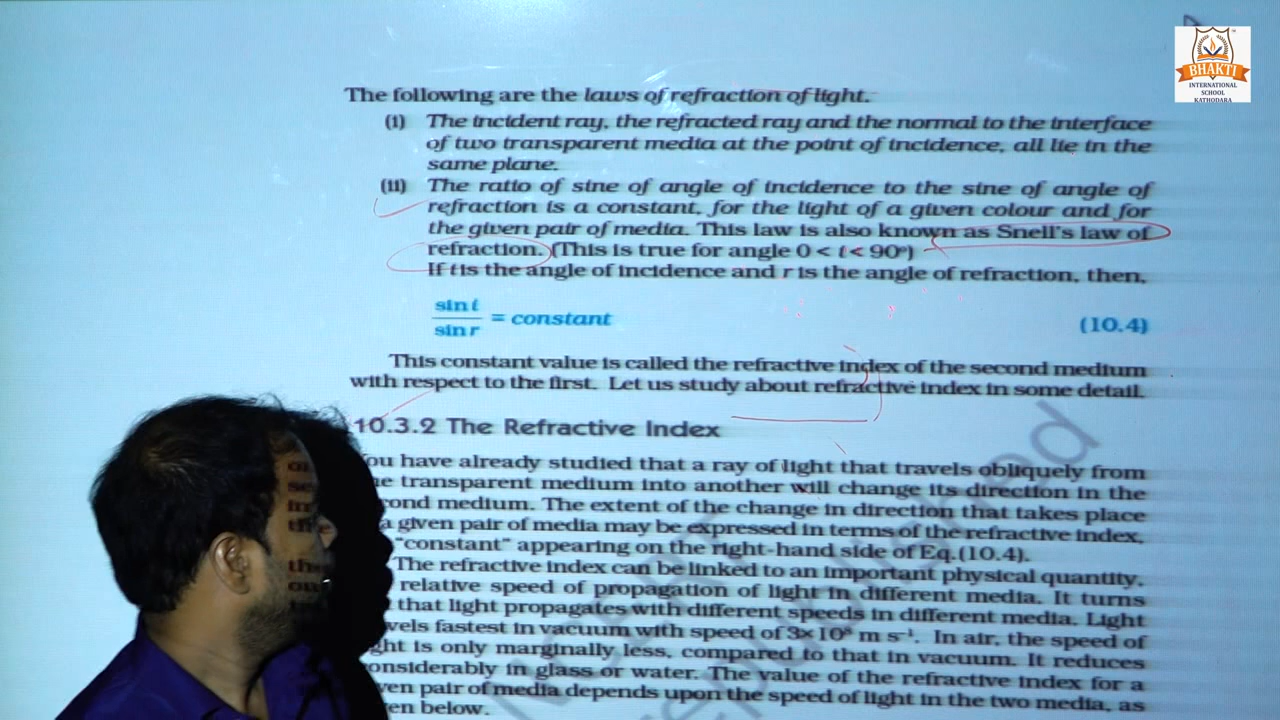 BHAKTI
INTERNATIONAL
SCHOOL
KATHODARA
The following are the laws of refraction of light.
(i) The incident ray, the refracted ray and the normal to the interface
of two transparent media at the point of incidence, all lie in the
same plane.
(ii) The ratio of sine of angle of incidence to the sine of angle of
refraction is a constant, for the light of a given colour and for
the given pair of media. This law is also known as Snell's law of
refraction. (This is true for angle 0 < i < 90°)
If i is the angle of incidence and r is the angle of refraction, then,
sin i
= constant (10.4)
sin r
This constant value is called the refractive index of the second medium
with respect to the first. Let us study about refractive index in some detail.
10.3.2 The Refractive Index
ou have already studied that a ray of light that travels obliquely from
e transparent medium into another will change its direction in the
ond medium. The extent of the change in direction that takes place
a given pair of media may be expressed in terms of the refractive index,
"constant" appearing on the right-hand side of Eq.(10.4).
The refractive index can be linked to an important physical quantity,
relative speed of propagation of light in different media. It turns
that light propagates with different speeds in different media. Light
vels fastest in vacuum with speed of 3×10⁸ m s⁻¹. In air, the speed of
ght is only marginally less, compared to that in vacuum. It reduces
onsiderably in glass or water. The value of the refractive index for a
ven pair of media depends upon the speed of light in the two media, as
en below.